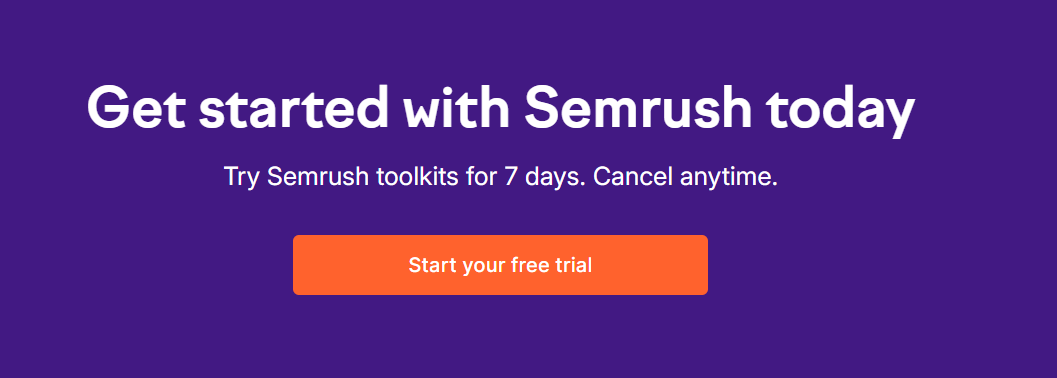 Get started with Semrush today
Try Semrush toolkits for 7 days. Cancel anytime.
Start your free trial